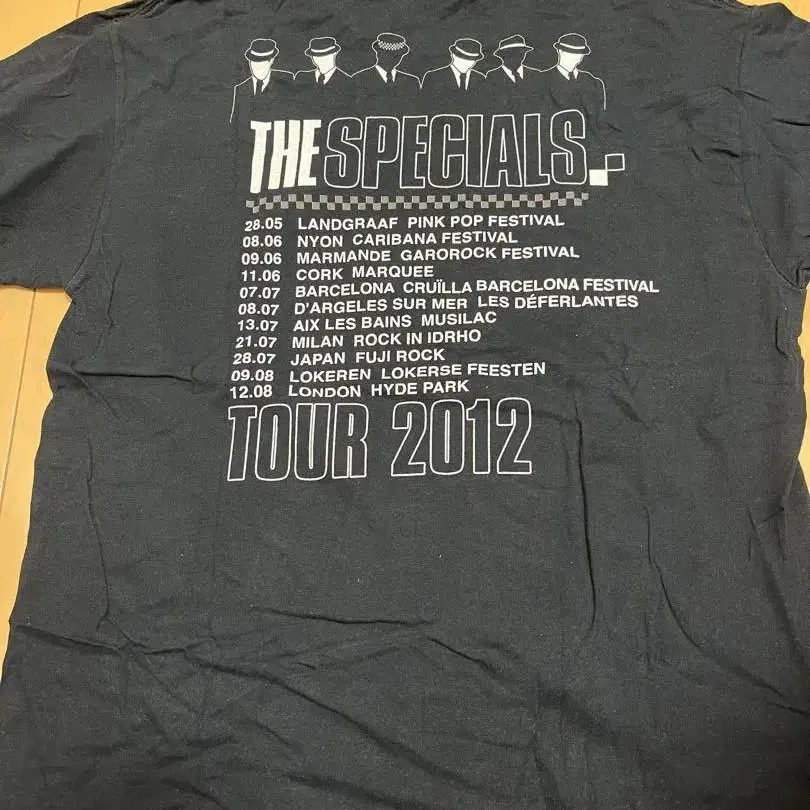 THE SPECIALS.
28.05 LANDGRAAF PINK POP FESTIVAL
08.06 NYON CARIBANA FESTIVAL
09.06 MARMANDE GAROROCK FESTIVAL
11.06 CORK MARQUEE
07.07 BARCELONA CRUÏLLA BARCELONA FESTIVAL
08.07 D'ARGELES SUR MER LES DÉFERLANTES
13.07 AIX LES BAINS MUSILAC
21.07 MILAN ROCK IN IDRHO
28.07 JAPAN FUJI ROCK
09.08 LOKEREN LOKERSE FEESTEN
12.08 LONDON HYDE PARK
TOUR 2012